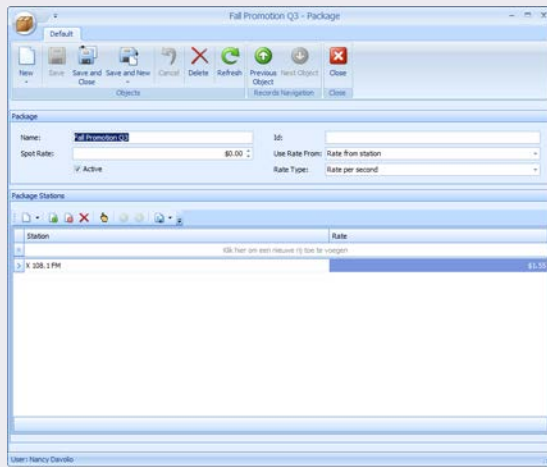 Fall Promotion Q3 - Package
Default
New Save Save and Close Save and New Cancel Delete Refresh Previous Object Next Object Close
Objects Records Navigation Close
Package
Name: Fall Promotion Q3 Id:
Spot Rate: $0.00 Use Rate From: Rate from station
Active Rate Type: Rate per second
Package Stations
Station Rate
Klik hier om een nieuwe rij toe te voegen
X 108.1 FM $1.55
User: Nancy Davolio